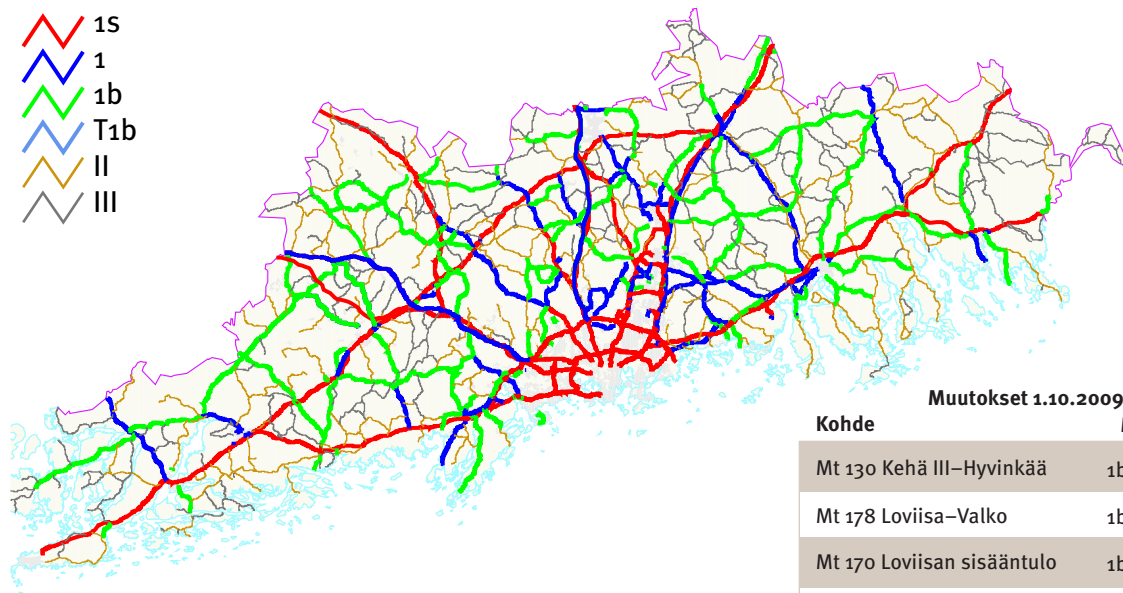 1s
1
1b
T1b
II
III
Muutokset 1.10.2009
Kohde
Mt 130 Kehä III–Hyvinkää 1b
Mt 178 Loviisa–Valko 1b
Mt 170 Loviisan sisääntulo 1b